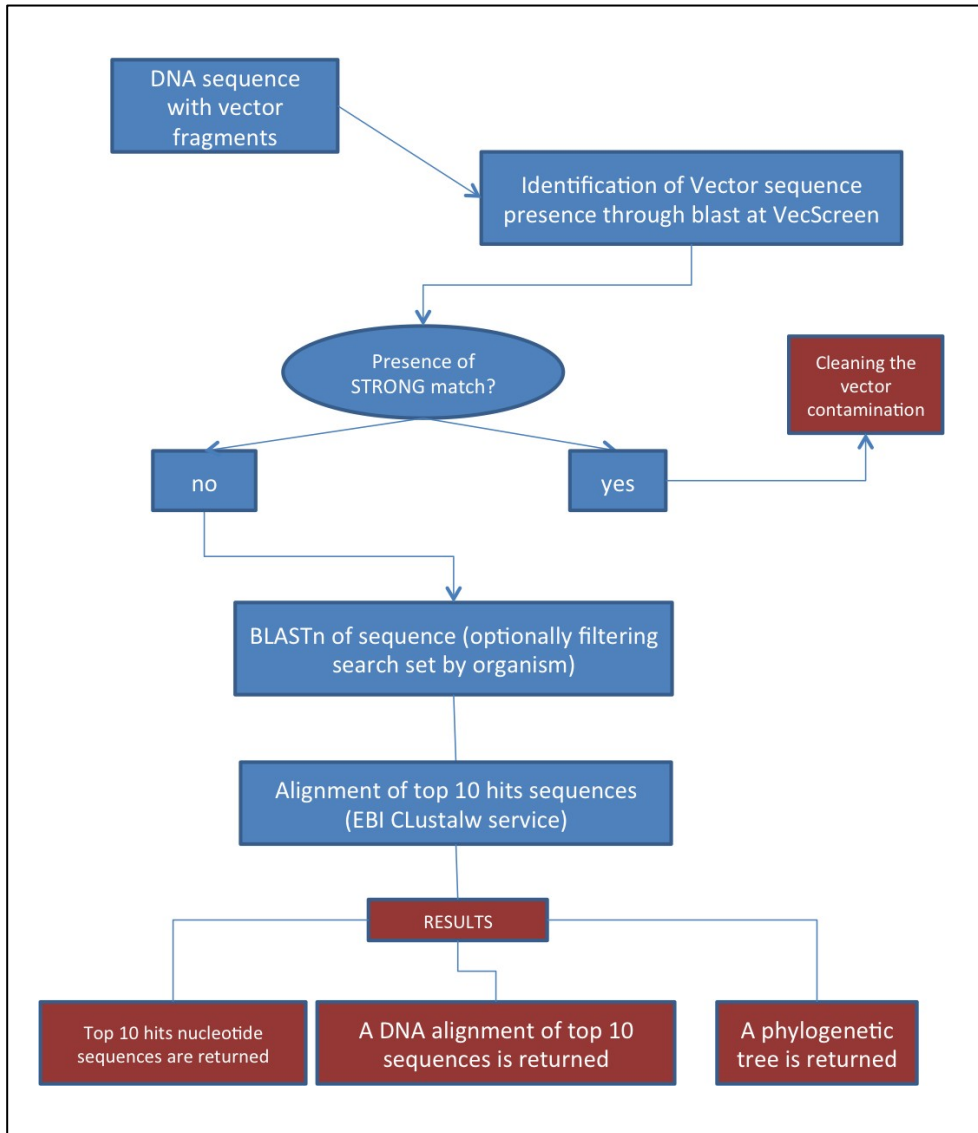 DNA sequence
with vector
fragments
Identification of Vector sequence
presence through blast at VecScreen
Presence of
STRONG match?
Cleaning the
vector
contamination
no
yes
BLASTn of sequence (optionally filtering
search set by organism)
Alignment of top 10 hits sequences
(EBI CLustalw service)
RESULTS
Top 10 hits nucleotide
sequences are returned
A DNA alignment of top 10
sequences is returned
A phylogenetic
tree is returned